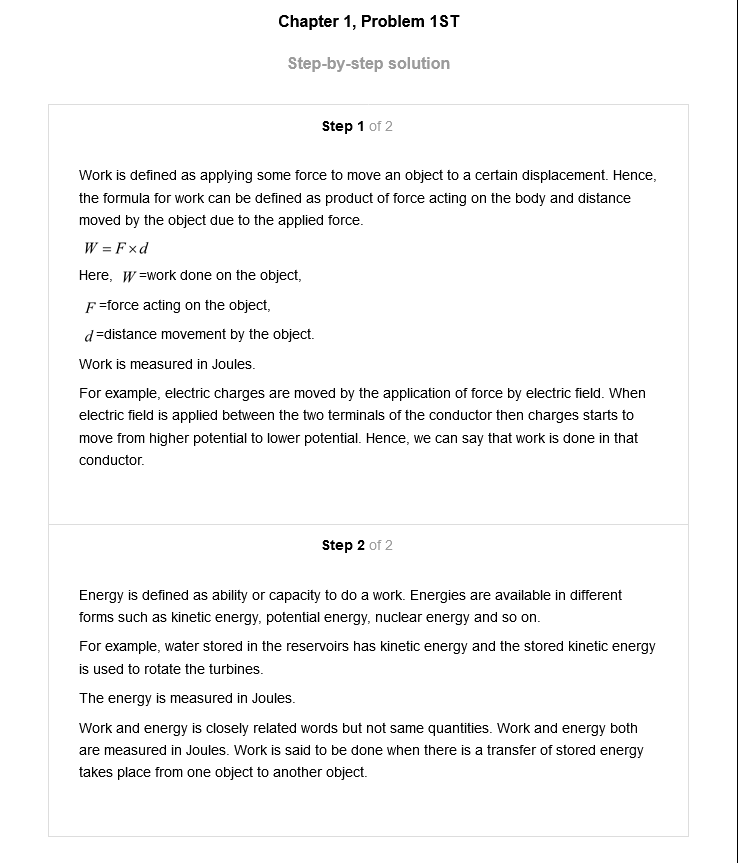 Chapter 1, Problem 1ST
Step-by-step solution
Step 1 of 2
Work is defined as applying some force to move an object to a certain displacement. Hence,
the formula for work can be defined as product of force acting on the body and distance
moved by the object due to the applied force.
W = F × d
Here, W =work done on the object,
F =force acting on the object,
d =distance movement by the object.
Work is measured in Joules.
For example, electric charges are moved by the application of force by electric field. When
electric field is applied between the two terminals of the conductor then charges starts to
move from higher potential to lower potential. Hence, we can say that work is done in that
conductor.
Step 2 of 2
Energy is defined as ability or capacity to do a work. Energies are available in different
forms such as kinetic energy, potential energy, nuclear energy and so on.
For example, water stored in the reservoirs has kinetic energy and the stored kinetic energy
is used to rotate the turbines.
The energy is measured in Joules.
Work and energy is closely related words but not same quantities. Work and energy both
are measured in Joules. Work is said to be done when there is a transfer of stored energy
takes place from one object to another object.